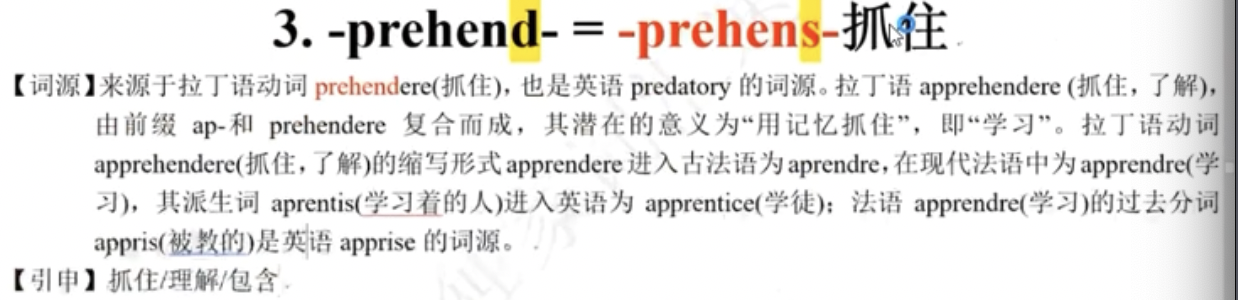 3. -prehend- = -prehens-抓住
【词源】来源于拉丁语动词 prehendere(抓住)，也是英语 predatory 的词源。拉丁语 apprehendere (抓住，了解)，
由前缀 ap-和 prehendere 复合而成，其潜在的意义为“用记忆抓住”，即“学习”。拉丁语动词
apprehendere(抓住，了解)的缩写形式 apprendere 进入古法语为 aprendre，在现代法语中为 apprendre(学
习)，其派生词 aprentis(学习着的人)进入英语为 apprentice(学徒)；法语 apprendre(学习)的过去分词
appris(被教的)是英语 apprise 的词源。
【引申】抓住/理解/包含